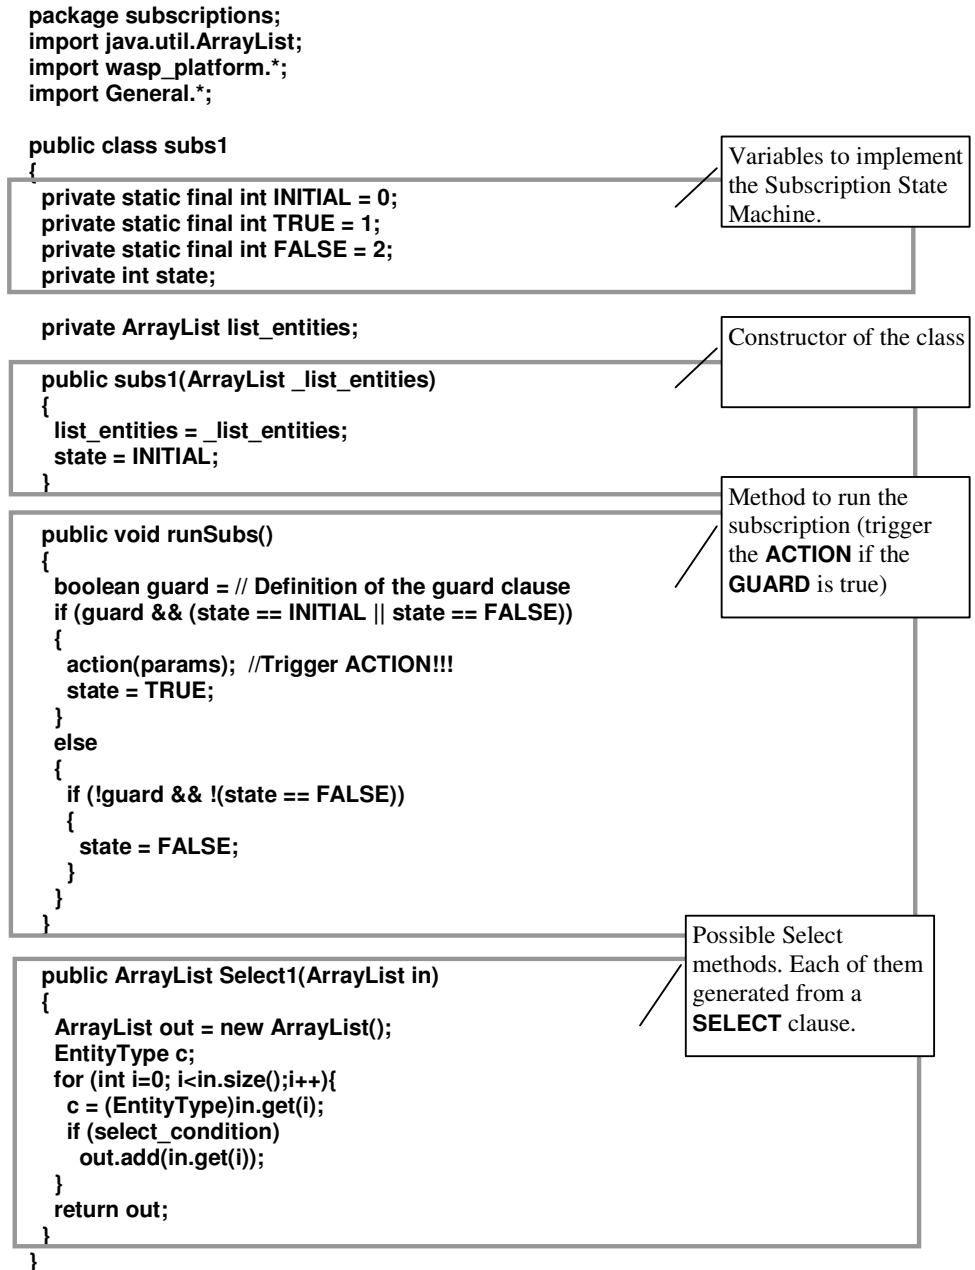 package subscriptions;
import java.util.ArrayList;
import wasp_platform.*;
import General.*;
public class subs1
{
private static final int INITIAL = 0;
private static final int TRUE = 1;
private static final int FALSE = 2;
private int state;
Variables to implement
the Subscription State
Machine.
private ArrayList list_entities;
Constructor of the class
public subs1(ArrayList _list_entities)
{
list_entities = _list_entities;
state = INITIAL;
}
Method to run the
subscription (trigger
the ACTION if the
GUARD is true)
public void runSubs()
{
boolean guard = // Definition of the guard clause
if (guard && (state == INITIAL || state == FALSE))
{
action(params); //Trigger ACTION!!!
state = TRUE;
}
else
{
if (!guard && !(state == FALSE))
{
state = FALSE;
}
}
}
Possible Select
methods. Each of them
generated from a
SELECT clause.
public ArrayList Select1(ArrayList in)
{
ArrayList out = new ArrayList();
EntityType c;
for (int i=0; i<in.size();i++){
c = (EntityType)in.get(i);
if (select_condition)
out.add(in.get(i));
}
return out;
}
}